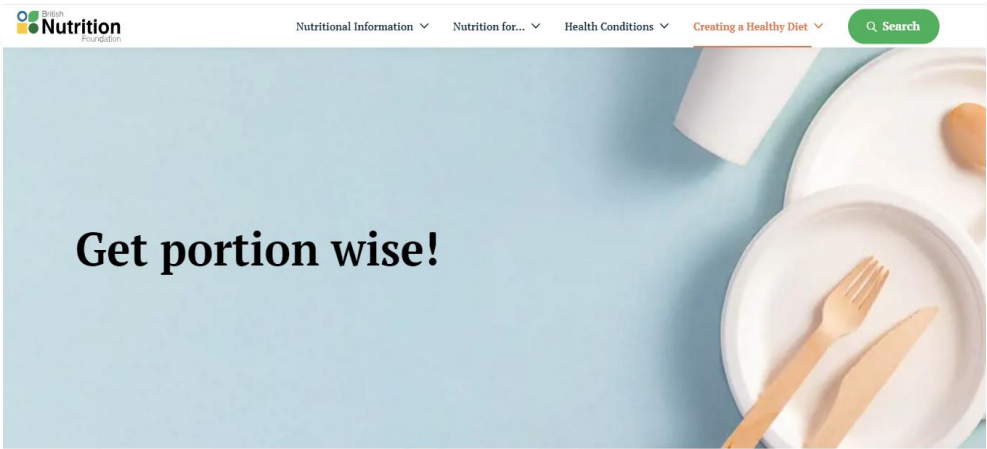 British
Nutrition
Foundation
Nutritional Information
Nutrition for...
Health Conditions
Creating a Healthy Diet
Search
Get portion wise!